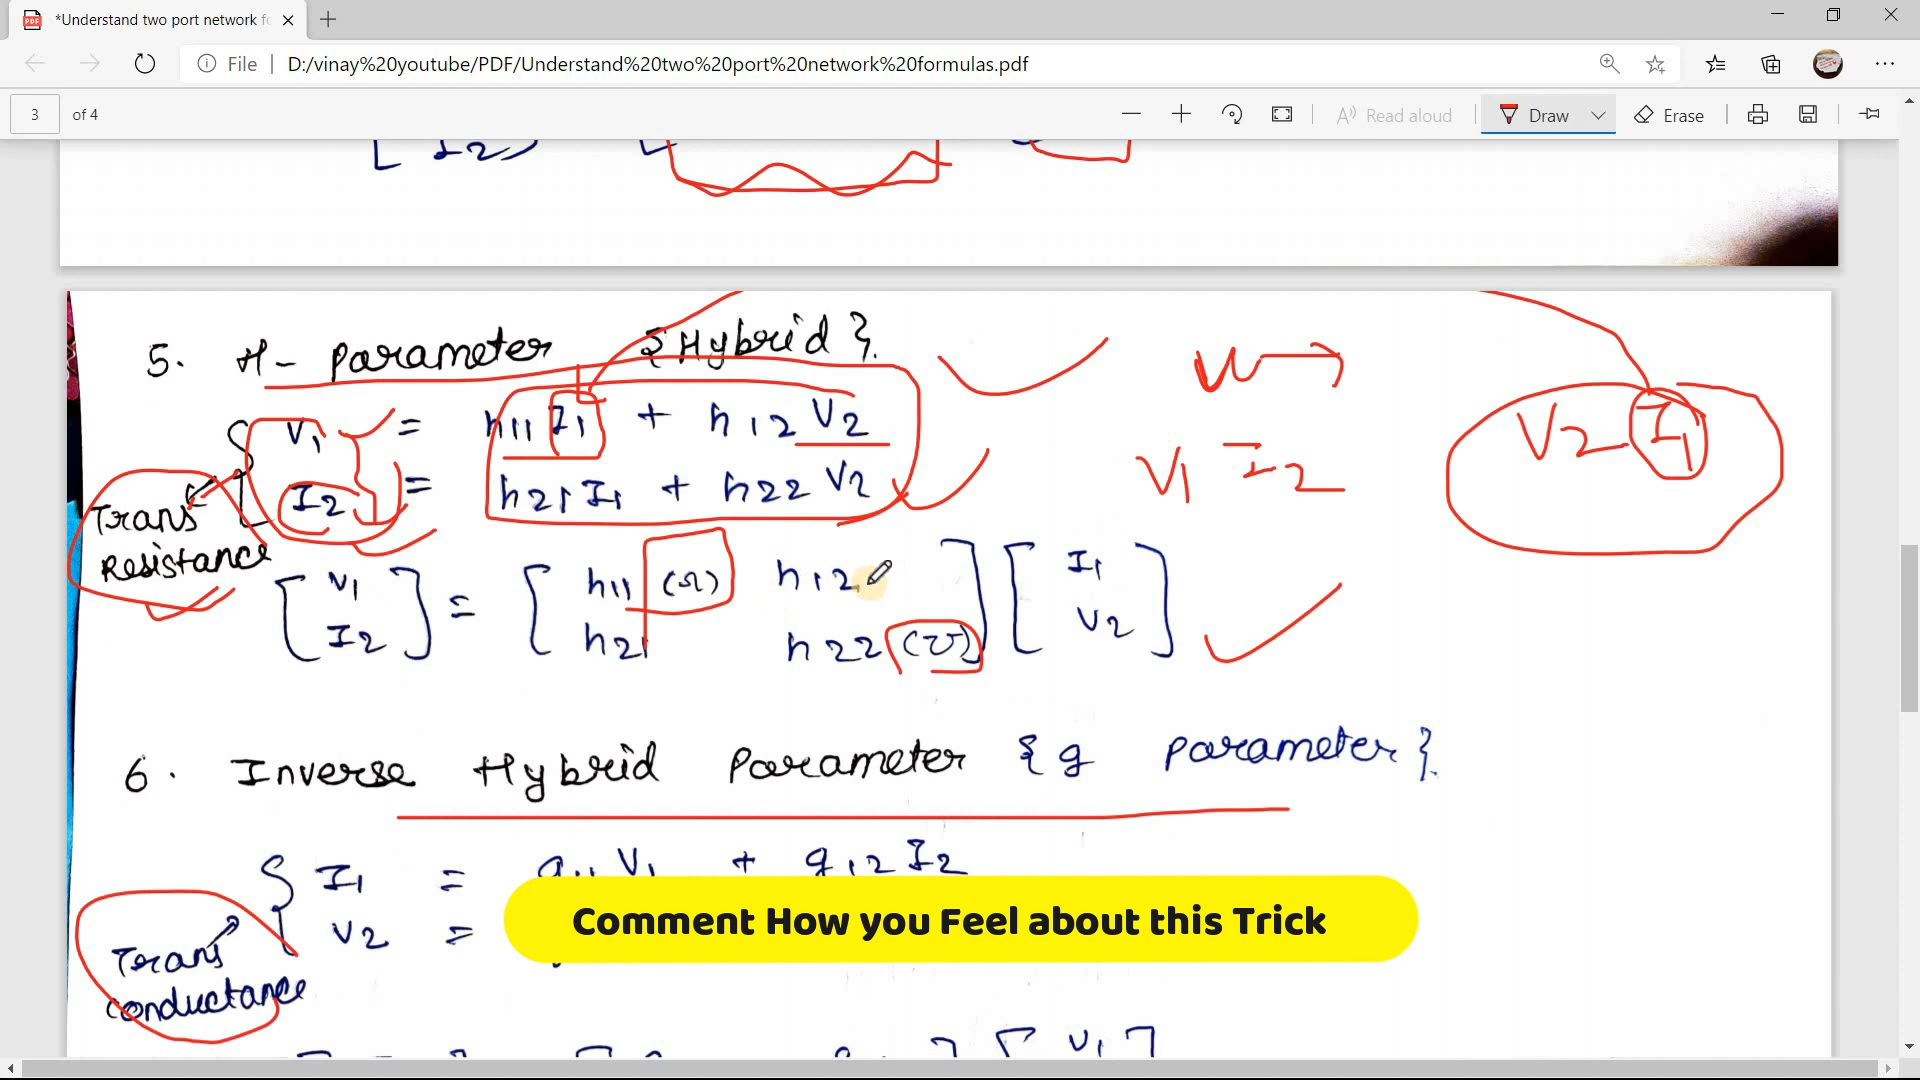 *Understand two port network fo
File
D:/vinay%20youtube/PDF/Understand%20two%20port%20network%20formulas.pdf
3 of 4
Read aloud
Draw
Erase
I2
5. H- Parameter {Hybrid}.
V1 = h11 I1 + h12 V2
I2 = h21 I1 + h22 V2
Trans
Resistance
V1 I2
V2 I1
[ V1 ] = [ h11 (Ω) h12 ] [ I1 ]
[ I2 ] [ h21 h22 (℧) ] [ V2 ]
6. Inverse Hybrid Parameter {g Parameter}.
I1 = g11 V1 + g12 I2
V2 =
Trans
conductance
Comment How you Feel about this Trick
V1